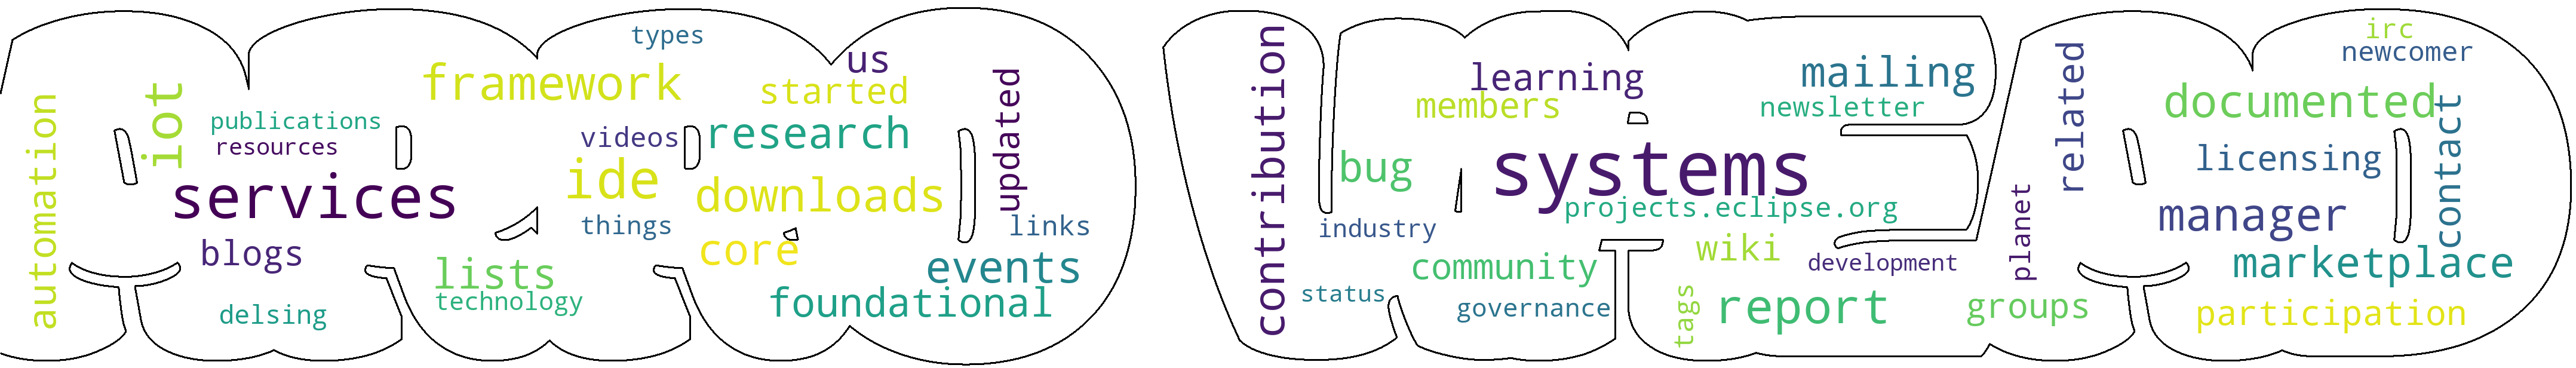 automation
iot
publications
resources
services
blogs
delsing
types
framework
videos
ide
things
lists
technology
us
started
research
downloads
core
events
foundational
updated
links
contribution
learning
members
bug
systems
projects.eclipse.org
industry
community
status
governance
mailing
newsletter
wiki
development
tags
report
groups
planet
related
irc
newcomer
documented
licensing
contact
manager
marketplace
participation